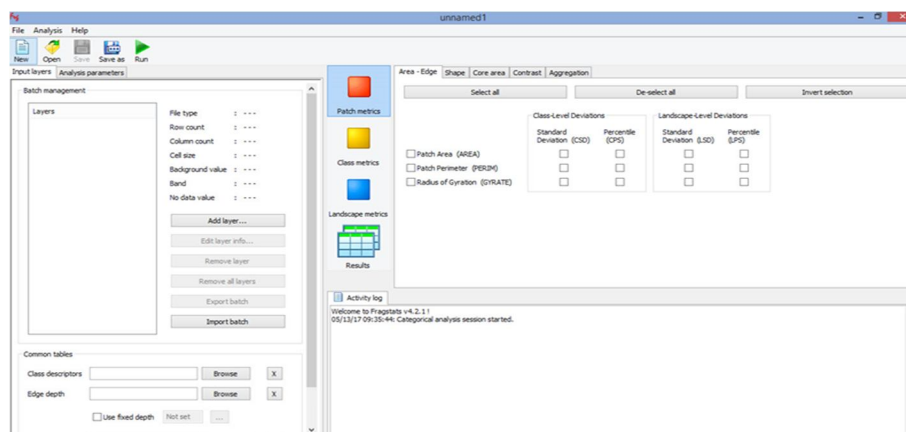 unnamed1
File Analysis Help
New Open Save Save as Run
Input layers Analysis parameters
Batch management
Layers
File type : ---
Row count : ---
Column count : ---
Cell size : ---
Background value : ---
Band : ---
No data value : ---
Add layer...
Edit layer info...
Remove layer
Remove all layers
Export batch
Import batch
Common tables
Class descriptors Browse X
Edge depth Browse X
Use fixed depth Not set ...
Patch metrics
Class metrics
Landscape metrics
Results
Area - Edge Shape Core area Contrast Aggregation
Select all De-select all Invert selection
Class-Level Deviations Landscape-Level Deviations
Standard Percentile Standard Percentile
Deviation (CSD) (CPS) Deviation (LSD) (LPS)
Patch Area (AREA)
Patch Perimeter (PERIM)
Radius of Gyration (GYRATE)
Activity log
Welcome to Fragstats v4.2.1!
05/13/17 09:35:44: Categorical analysis session started.